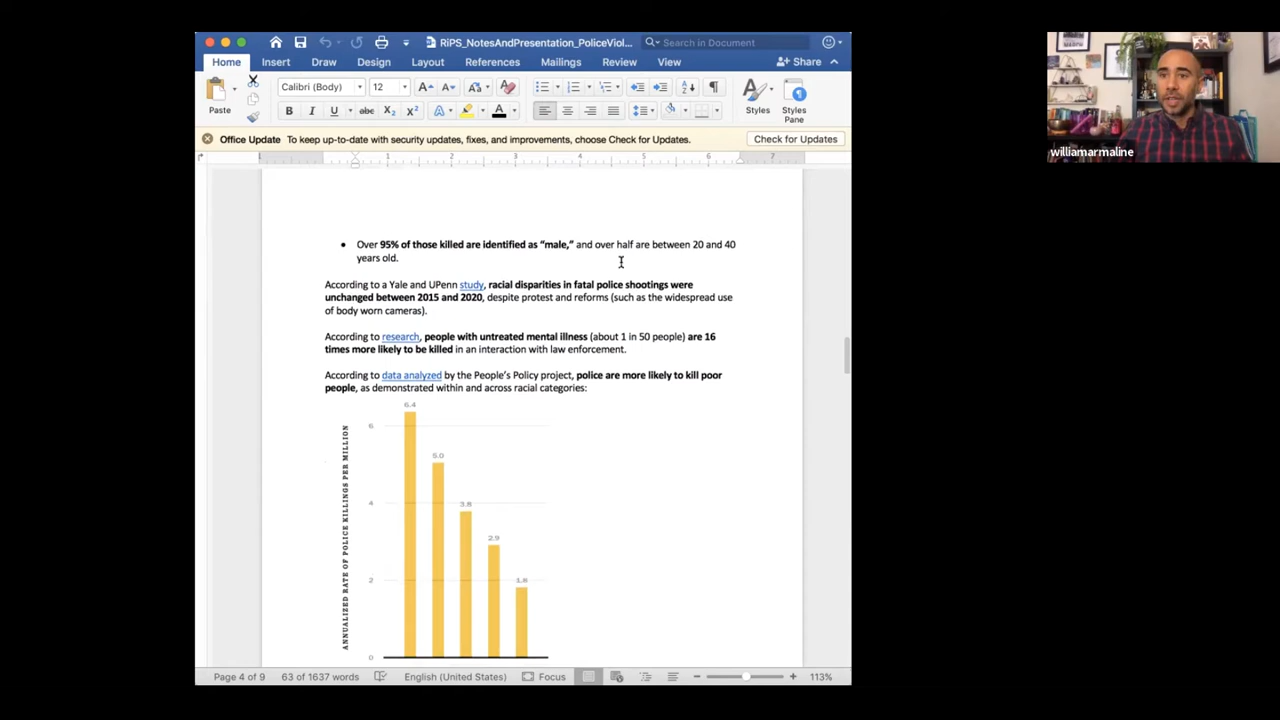 RiPS_NotesAndPresentation_PoliceViol...
Search in Document
Home Insert Draw Design Layout References Mailings Review View Share
Paste
Calibri (Body) 12
Styles
Styles Pane
Office Update To keep up-to-date with security updates, fixes, and improvements, choose Check for Updates. Check for Updates
1 1 2 3 4 5 6 7
• Over 95% of those killed are identified as “male,” and over half are between 20 and 40
years old.
According to a Yale and UPenn study, racial disparities in fatal police shootings were
unchanged between 2015 and 2020, despite protest and reforms (such as the widespread use
of body worn cameras).
According to research, people with untreated mental illness (about 1 in 50 people) are 16
times more likely to be killed in an interaction with law enforcement.
According to data analyzed by the People’s Policy project, police are more likely to kill poor
people, as demonstrated within and across racial categories:
ANNUALIZED RATE OF POLICE KILLINGS PER MILLION
6.4
6
5.0
4
3.8
2.9
2
1.8
0
Page 4 of 9 63 of 1637 words English (United States) Focus 113%
williamarmaline